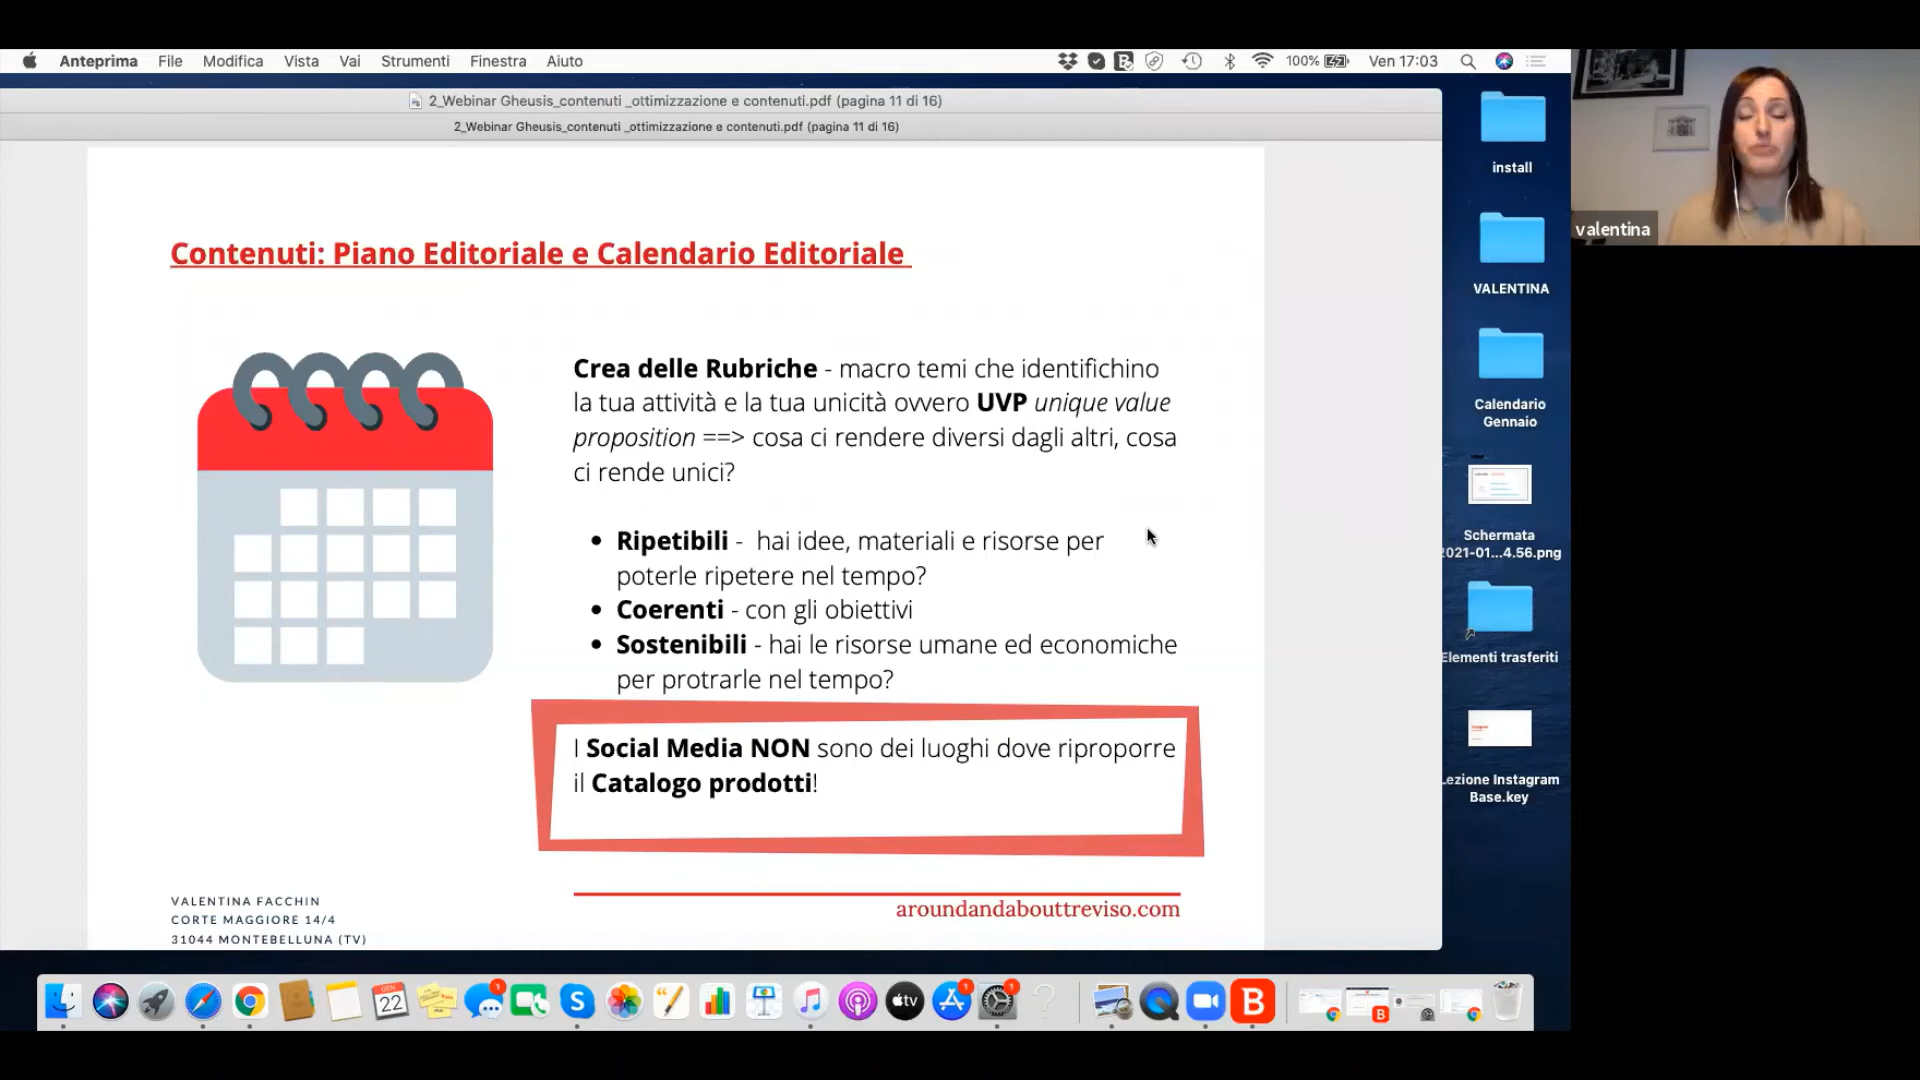 Anteprima File Modifica Vista Vai Strumenti Finestra Aiuto 100% Ven 17:03
2_Webinar Gheusis_contenuti _ottimizzazione e contenuti.pdf (pagina 11 di 16)
2_Webinar Gheusis_contenuti _ottimizzazione e contenuti.pdf (pagina 11 di 16)
Contenuti: Piano Editoriale e Calendario Editoriale
Crea delle Rubriche - macro temi che identifichino
la tua attività e la tua unicità ovvero UVP unique value
proposition ==> cosa ci rendere diversi dagli altri, cosa
ci rende unici?
• Ripetibili - hai idee, materiali e risorse per
poterle ripetere nel tempo?
• Coerenti - con gli obiettivi
• Sostenibili - hai le risorse umane ed economiche
per protrarle nel tempo?
I Social Media NON sono dei luoghi dove riproporre
il Catalogo prodotti!
VALENTINA FACCHIN
CORTE MAGGIORE 14/4
31044 MONTEBELLUNA (TV)
aroundandabouttreviso.com
install
VALENTINA
Calendario
Gennaio
Schermata
2021-01...4.56.png
Elementi trasferiti
Lezione Instagram
Base.key
valentina
GEN
22
1
S
tv
1
1
B
B